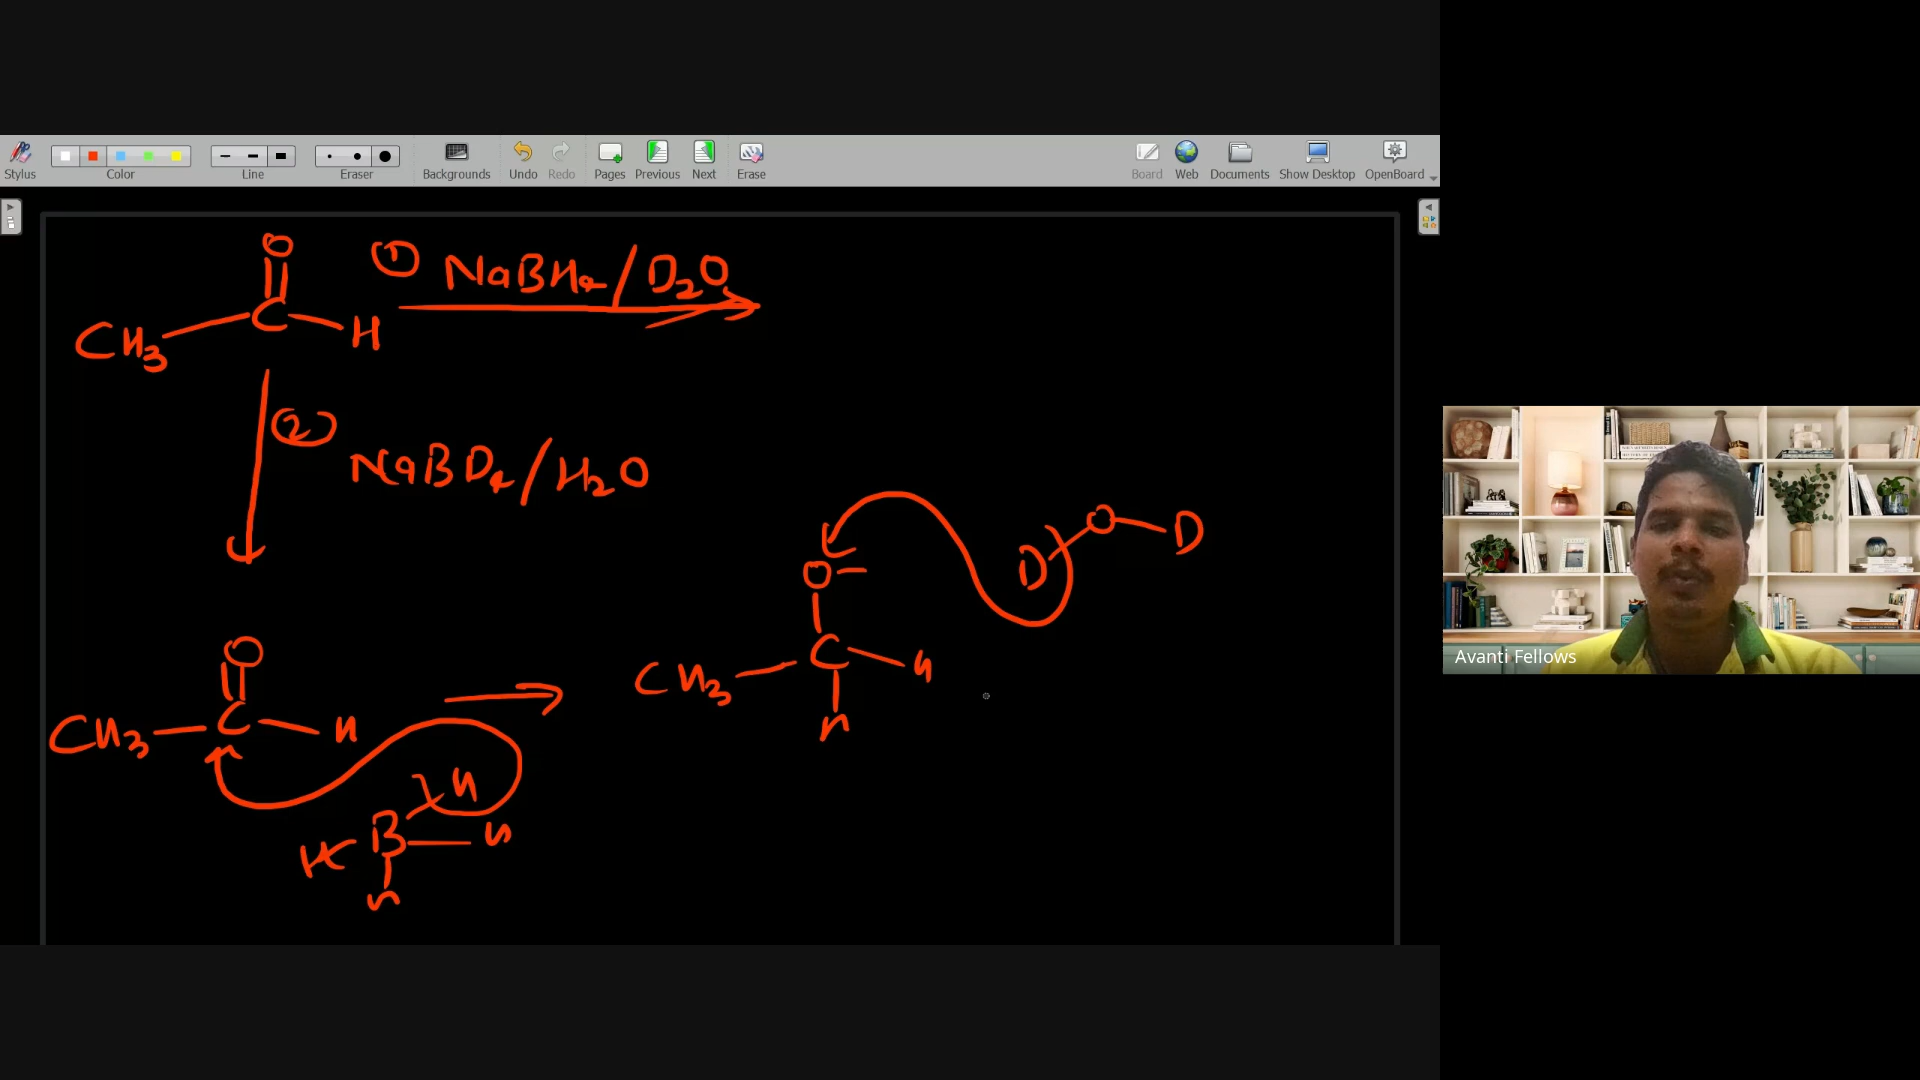 Stylus Color Line Eraser Backgrounds Undo Redo Pages Previous Next Erase Board Web Documents Show Desktop OpenBoard
O
① NaBH4/D2O
CH3 C H
②
NaBD4/H2O
O D
D
O-
O
C H
CH3
H
C H
CH3
H
B H
H
H
Avanti Fellows